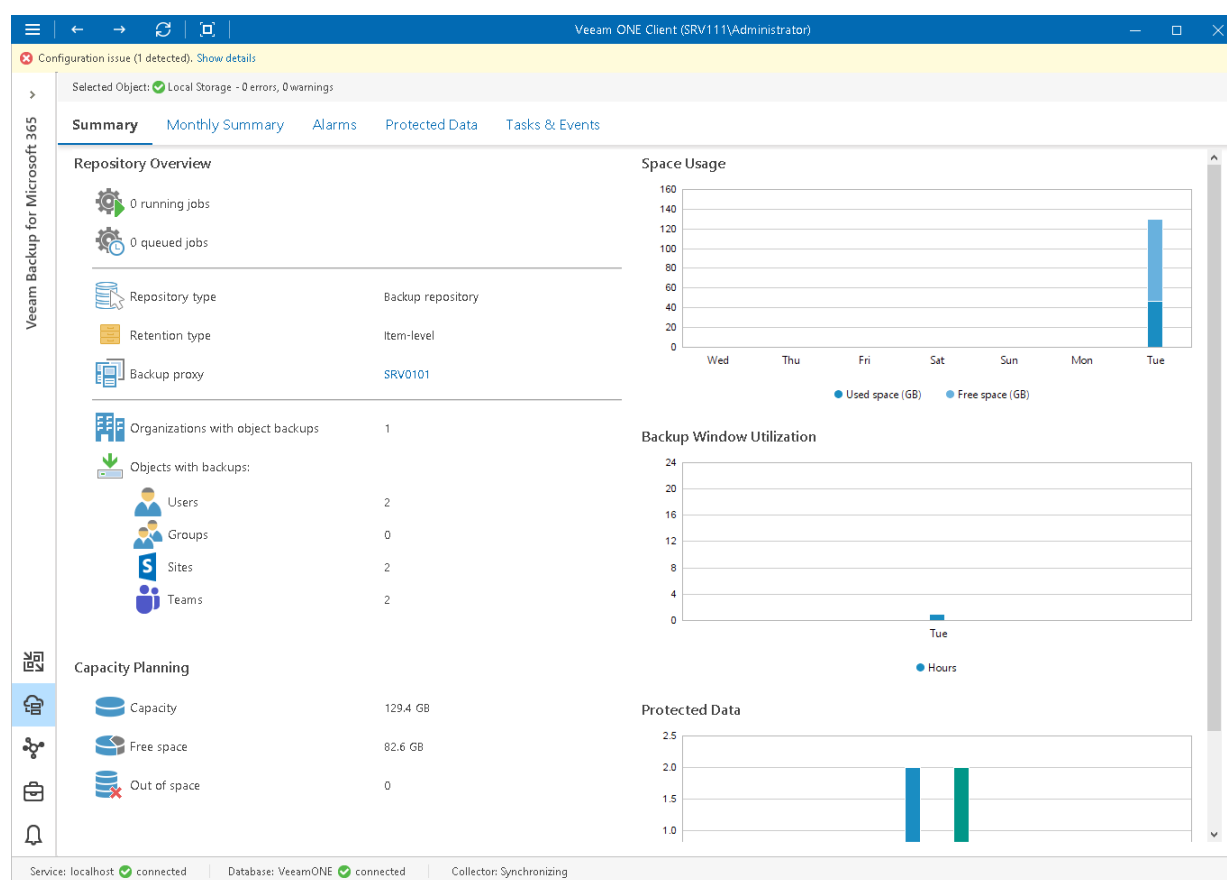 Veeam ONE Client (SRV111\Administrator)
Configuration issue (1 detected). Show details
Veeam Backup for Microsoft 365
Selected Object: Local Storage - 0 errors, 0 warnings
Summary Monthly Summary Alarms Protected Data Tasks & Events
Repository Overview
0 running jobs
0 queued jobs
Repository type Backup repository
Retention type Item-level
Backup proxy SRV0101
Organizations with object backups 1
Objects with backups:
Users 2
Groups 0
Sites 2
Teams 2
Capacity Planning
Capacity 129.4 GB
Free space 82.6 GB
Out of space 0
Space Usage
160
140
120
100
80
60
40
20
0
Wed Thu Fri Sat Sun Mon Tue
Used space (GB) Free space (GB)
Backup Window Utilization
24
20
16
12
8
4
0
Tue
Hours
Protected Data
2.5
2.0
1.5
1.0
Service: localhost connected Database: VeeamONE connected Collector: Synchronizing